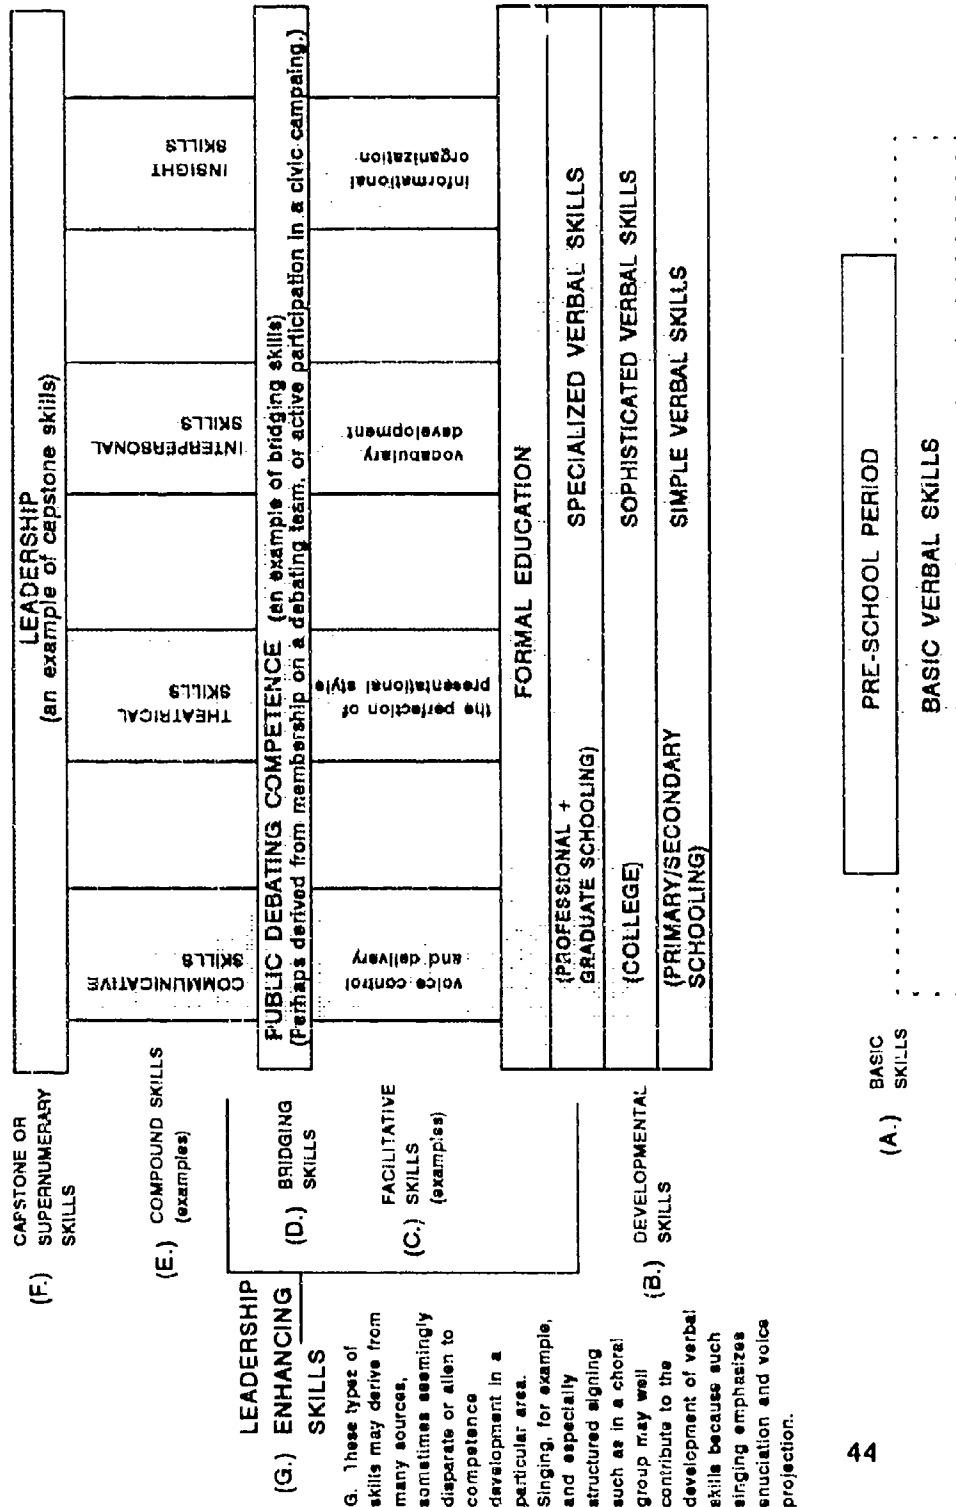 (F.) CAPSTONE OR
SUPERNUMERARY
SKILLS
LEADERSHIP
(an example of capstone skills)
(E.) COMPOUND SKILLS
(examples)
COMMUNICATIVE
SKILLS
THEATRICAL
SKILLS
INTERPERSONAL
SKILLS
INSIGHT
SKILLS
LEADERSHIP
(G.) ENHANCING
SKILLS
(D.) BRIDGING
SKILLS
PUBLIC DEBATING COMPETENCE (an example of bridging skills)
(Perhaps derived from membership on a debating team, or active participation in a civic campaing.)
FACILITATIVE
(C.) SKILLS
(examples)
voice control
and delivery
the perfection of
presentational style
vocabulary
development
informational
organization
FORMAL EDUCATION
(B.) DEVELOPMENTAL
SKILLS
(PROFESSIONAL +
GRADUATE SCHOOLING)
SPECIALIZED VERBAL SKILLS
(COLLEGE)
SOPHISTICATED VERBAL SKILLS
(PRIMARY/SECONDARY
SCHOOLING)
SIMPLE VERBAL SKILLS
G. These types of
skills may derive from
many sources,
sometimes seemingly
disparate or alien to
competence
development in a
particular area.
Singing, for example,
and especially
structured signing
such as in a choral
group may well
contribute to the
development of verbal
skills because such
singing emphasizes
enuciation and voice
projection.
(A.) BASIC
SKILLS
PRE-SCHOOL PERIOD
BASIC VERBAL SKILLS
44